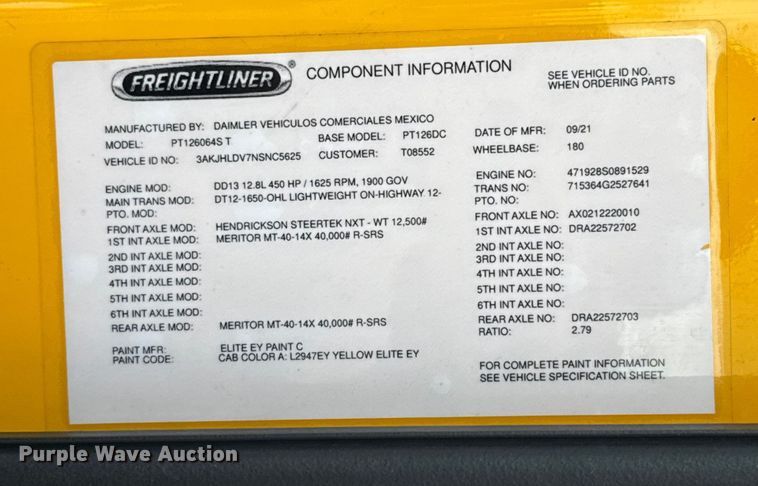 FREIGHTLINER ® COMPONENT INFORMATION
SEE VEHICLE ID NO.
WHEN ORDERING PARTS
MANUFACTURED BY: DAIMLER VEHICULOS COMERCIALES MEXICO
MODEL: PT126064S T BASE MODEL: PT126DC DATE OF MFR: 09/21
VEHICLE ID NO: 3AKJHLDV7NSNC5625 CUSTOMER: T08552 WHEELBASE: 180
ENGINE MOD: DD13 12.8L 450 HP / 1625 RPM, 1900 GOV ENGINE NO: 471928S0891529
MAIN TRANS MOD: DT12-1650-OHL LIGHTWEIGHT ON-HIGHWAY 12- TRANS NO: 715364G2527641
PTO. MOD: PTO. NO:
FRONT AXLE MOD: HENDRICKSON STEERTEK NXT - WT 12,500# FRONT AXLE NO: AX0212220010
1ST INT AXLE MOD: MERITOR MT-40-14X 40,000# R-SRS 1ST INT AXLE NO: DRA22572702
2ND INT AXLE MOD: 2ND INT AXLE NO:
3RD INT AXLE MOD: 3RD INT AXLE NO:
4TH INT AXLE MOD: 4TH INT AXLE NO:
5TH INT AXLE MOD: 5TH INT AXLE NO:
6TH INT AXLE MOD: 6TH INT AXLE NO:
REAR AXLE MOD: MERITOR MT-40-14X 40,000# R-SRS REAR AXLE NO: DRA22572703
RATIO: 2.79
PAINT MFR: ELITE EY PAINT C
PAINT CODE: CAB COLOR A: L2947EY YELLOW ELITE EY
FOR COMPLETE PAINT INFORMATION
SEE VEHICLE SPECIFICATION SHEET.
Purple Wave Auction